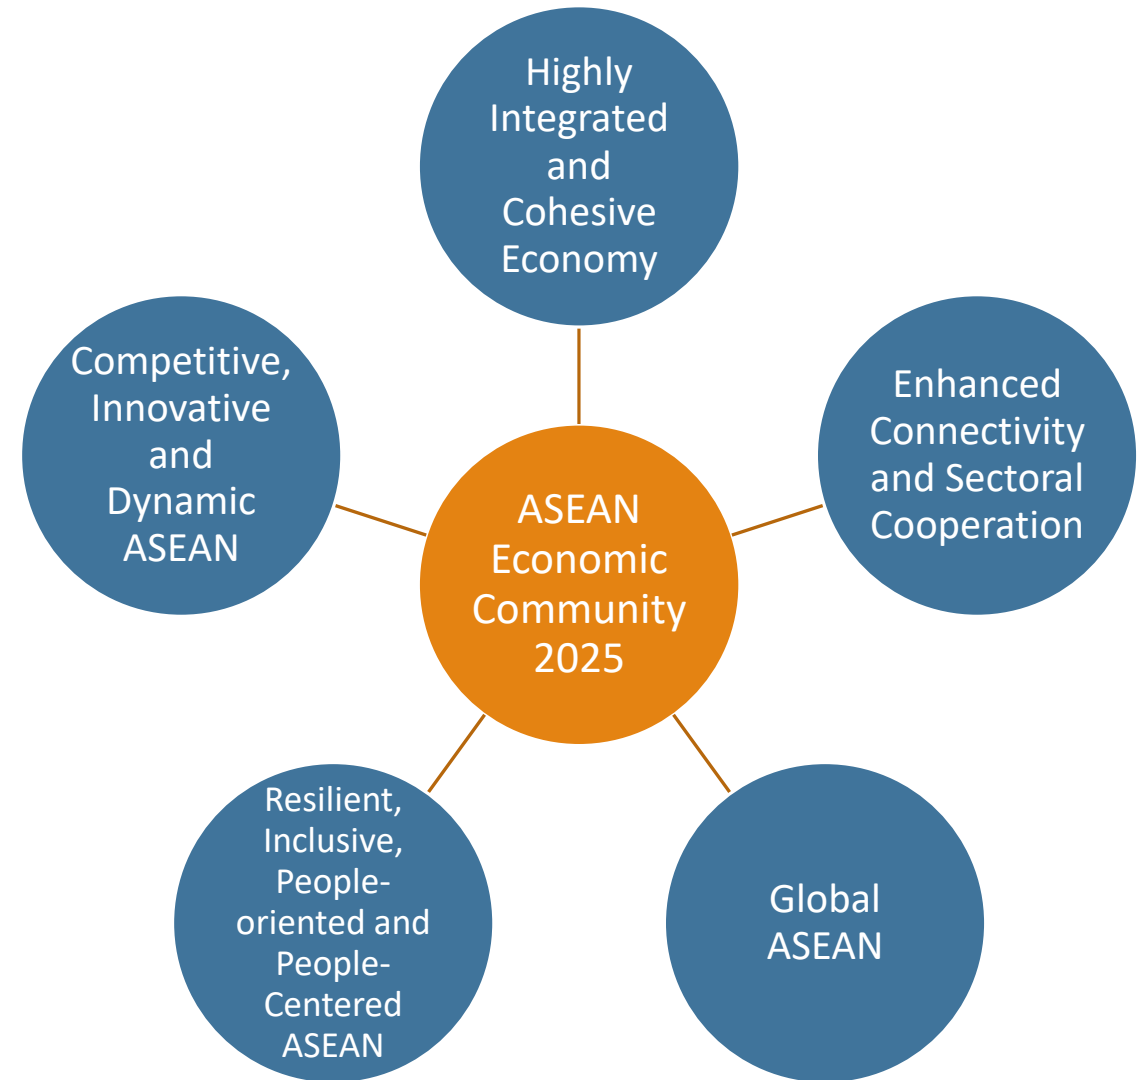 Highly
Integrated
and
Cohesive
Economy
Competitive,
Innovative
and
Dynamic
ASEAN
Enhanced
Connectivity
and Sectoral
Cooperation
ASEAN
Economic
Community
2025
Resilient,
Inclusive,
People-
oriented and
People-
Centered
ASEAN
Global
ASEAN